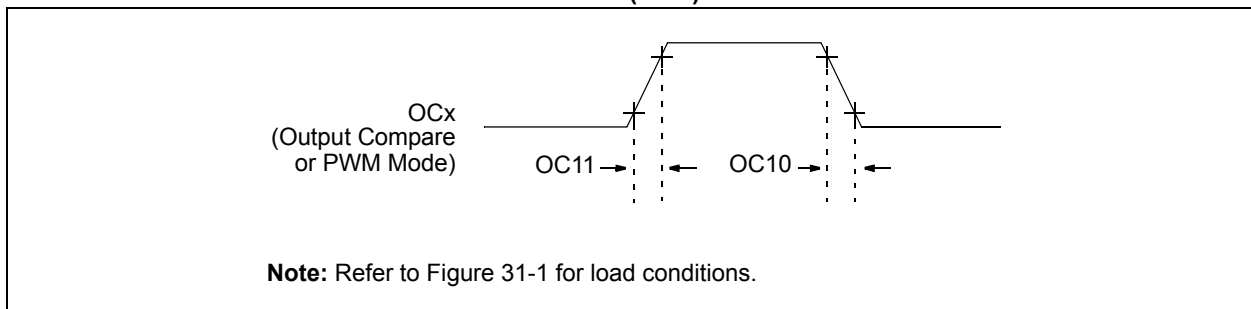 OCx
(Output Compare
or PWM Mode)
OC11
OC10
Note: Refer to Figure 31-1 for load conditions.